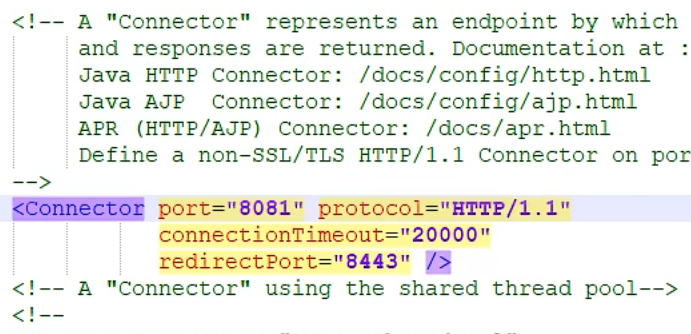 <!-- A "Connector" represents an endpoint by which
and responses are returned. Documentation at :
Java HTTP Connector: /docs/config/http.html
Java AJP  Connector: /docs/config/ajp.html
APR (HTTP/AJP) Connector: /docs/apr.html
Define a non-SSL/TLS HTTP/1.1 Connector on por
-->
<Connector port="8081" protocol="HTTP/1.1"
connectionTimeout="20000"
redirectPort="8443" />
<!-- A "Connector" using the shared thread pool-->
<!--